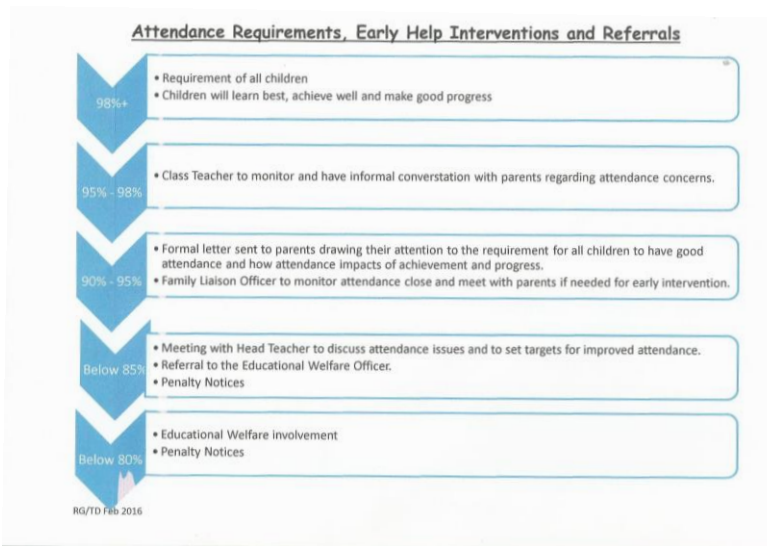 Attendance Requirements, Early Help Interventions and Referrals
98%+
• Requirement of all children
• Children will learn best, achieve well and make good progress
95% - 98%
• Class Teacher to monitor and have informal converstation with parents regarding attendance concerns.
90% - 95%
• Formal letter sent to parents drawing their attention to the requirement for all children to have good
attendance and how attendance impacts of achievement and progress.
• Family Liaison Officer to monitor attendance close and meet with parents if needed for early intervention.
Below 85%
• Meeting with Head Teacher to discuss attendance issues and to set targets for improved attendance.
• Referral to the Educational Welfare Officer.
• Penalty Notices
Below 80%
• Educational Welfare involvement
• Penalty Notices
RG/TD Feb 2016